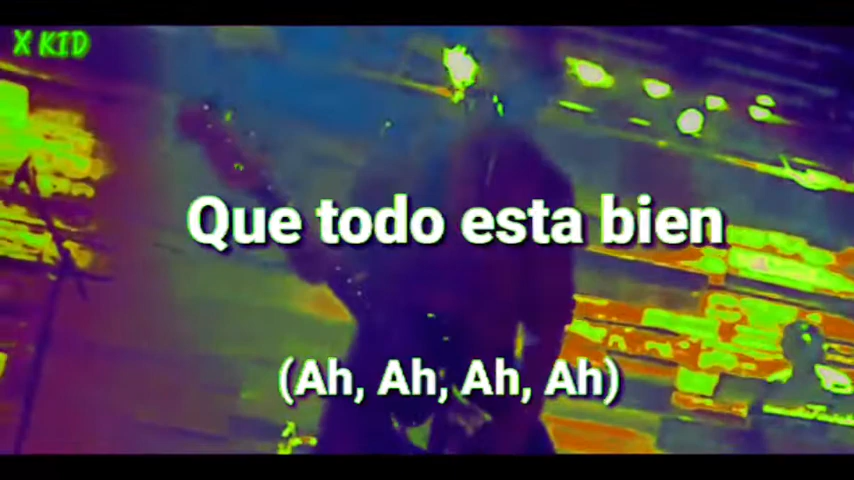 X KID
Que todo esta bien
(Ah, Ah, Ah, Ah)